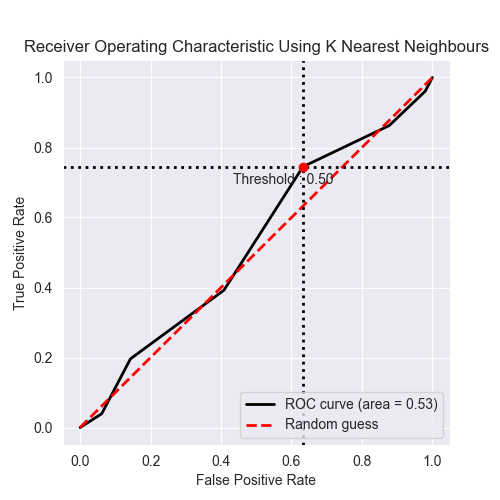 Receiver Operating Characteristic Using K Nearest Neighbours
1.0
0.8
0.6
0.4
0.2
0.0
True Positive Rate
Threshold: 0.50
ROC curve (area = 0.53)
Random guess
0.0 0.2 0.4 0.6 0.8 1.0
False Positive Rate